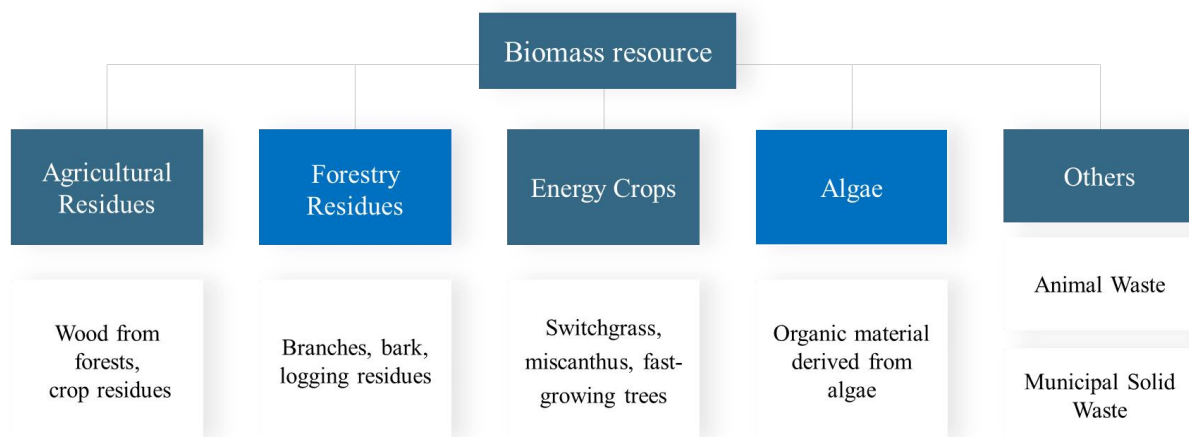 Biomass resource
Agricultural
Residues
Forestry
Residues
Energy Crops
Algae
Others
Wood from
forests,
crop residues
Branches, bark,
logging residues
Switchgrass,
miscanthus, fast-
growing trees
Organic material
derived from
algae
Animal Waste
Municipal Solid
Waste